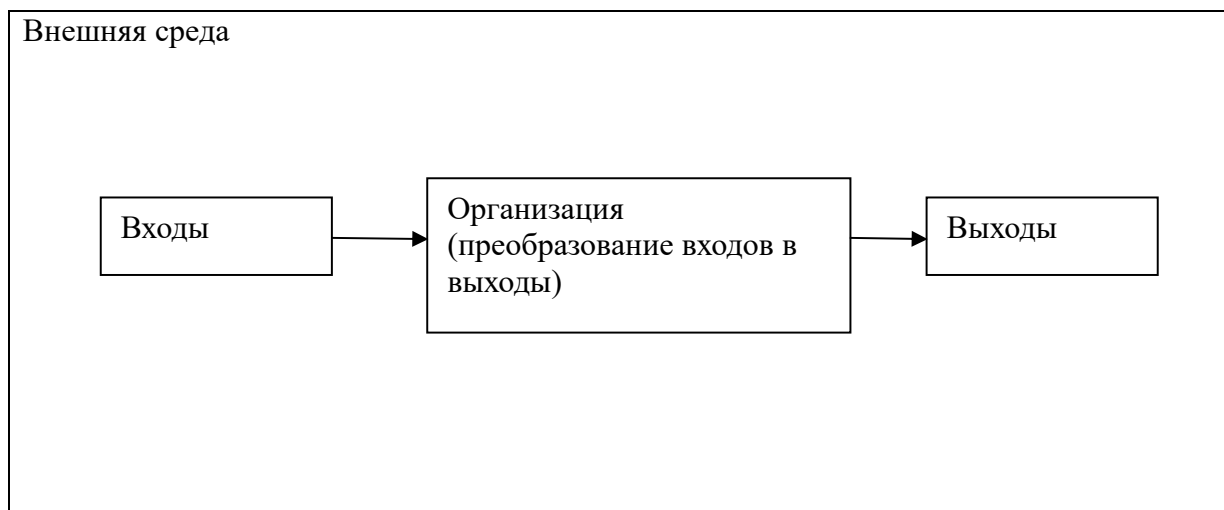 Внешняя среда
Входы
Организация
(преобразование входов в
выходы)
Выходы